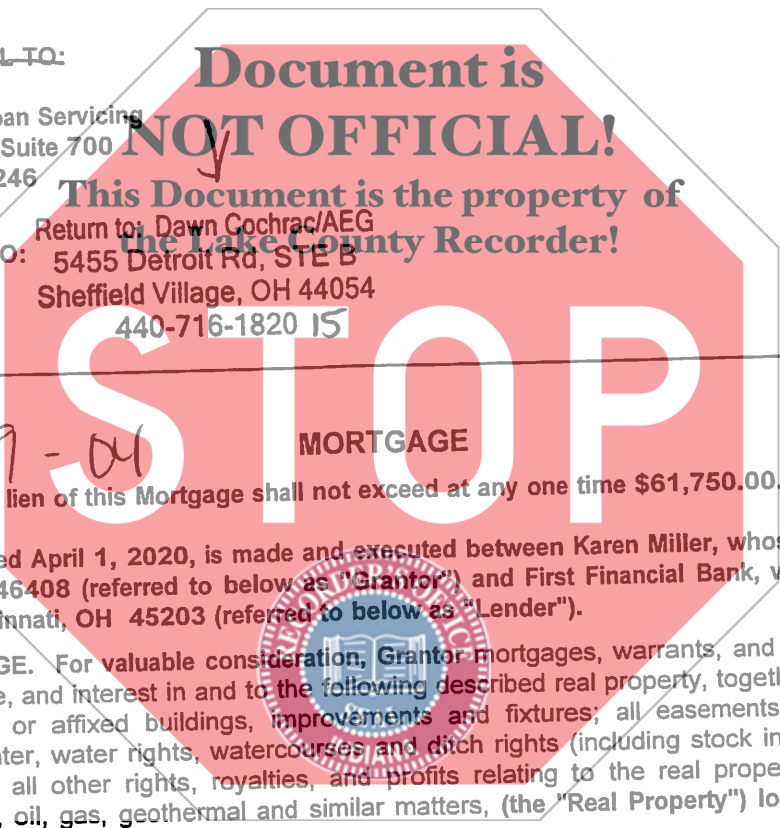 L TO:
Document is
oan Servicing
Suite 700
NOT OFFICIAL!
246
This Document is the property of
Return to: Dawn Cochrac/AEG
the Lake County Recorder!
O:
5455 Detroit Rd, STE B
Sheffield Village, OH 44054
440-716-1820 15
STOP
9 - 04
MORTGAGE
lien of this Mortgage shall not exceed at any one time $61,750.00.
ed April 1, 2020, is made and executed between Karen Miller, whos
46408 (referred to below as "Grantor") and First Financial Bank, w
innati, OH 45203 (referred to below as "Lender").
GE. For valuable consideration, Grantor mortgages, warrants, and
e, and interest in and to the following described real property, togeth
or affixed buildings, improvements and fixtures; all easements
ter, water rights, watercourses and ditch rights (including stock in
all other rights, royalties, and profits relating to the real prope
, oil, gas, geothermal and similar matters, (the "Real Property") lo
RECORDER'S OFFICE
INDIANA